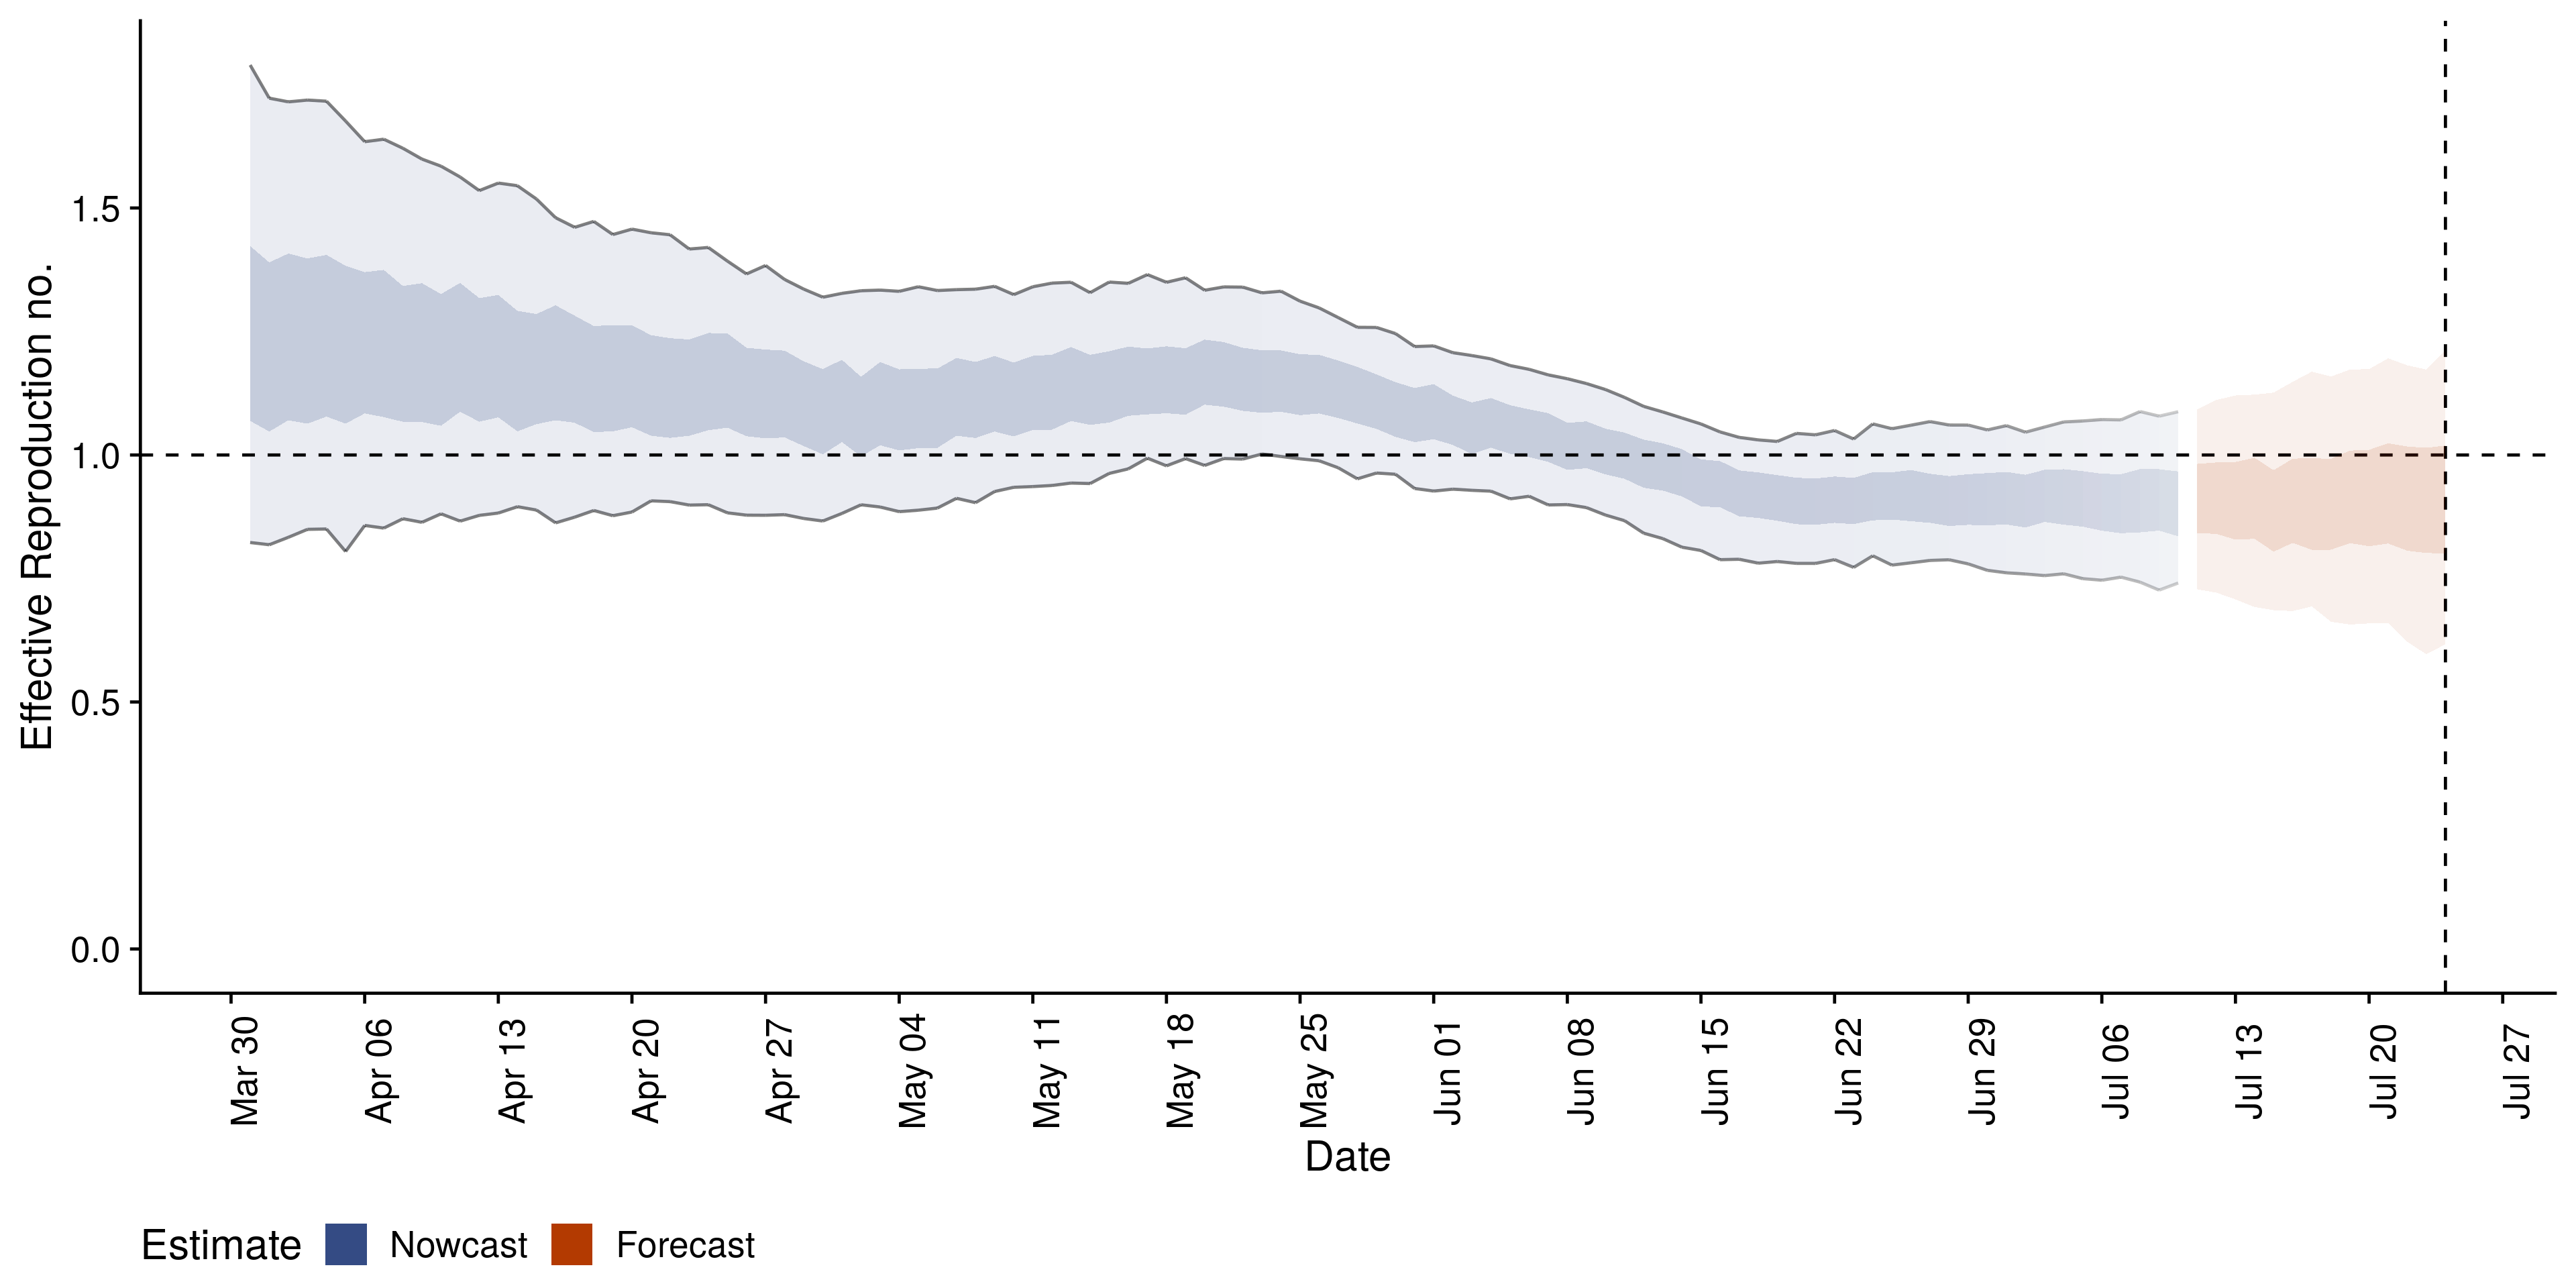 Effective Reproduction no.
1.5
1.0
0.5
0.0
Mar 30
Apr 06
Apr 13
Apr 20
Apr 27
May 04
May 11
May 18
May 25
Jun 01
Jun 08
Jun 15
Jun 22
Jun 29
Jul 06
Jul 13
Jul 20
Jul 27
Date
Estimate Nowcast Forecast